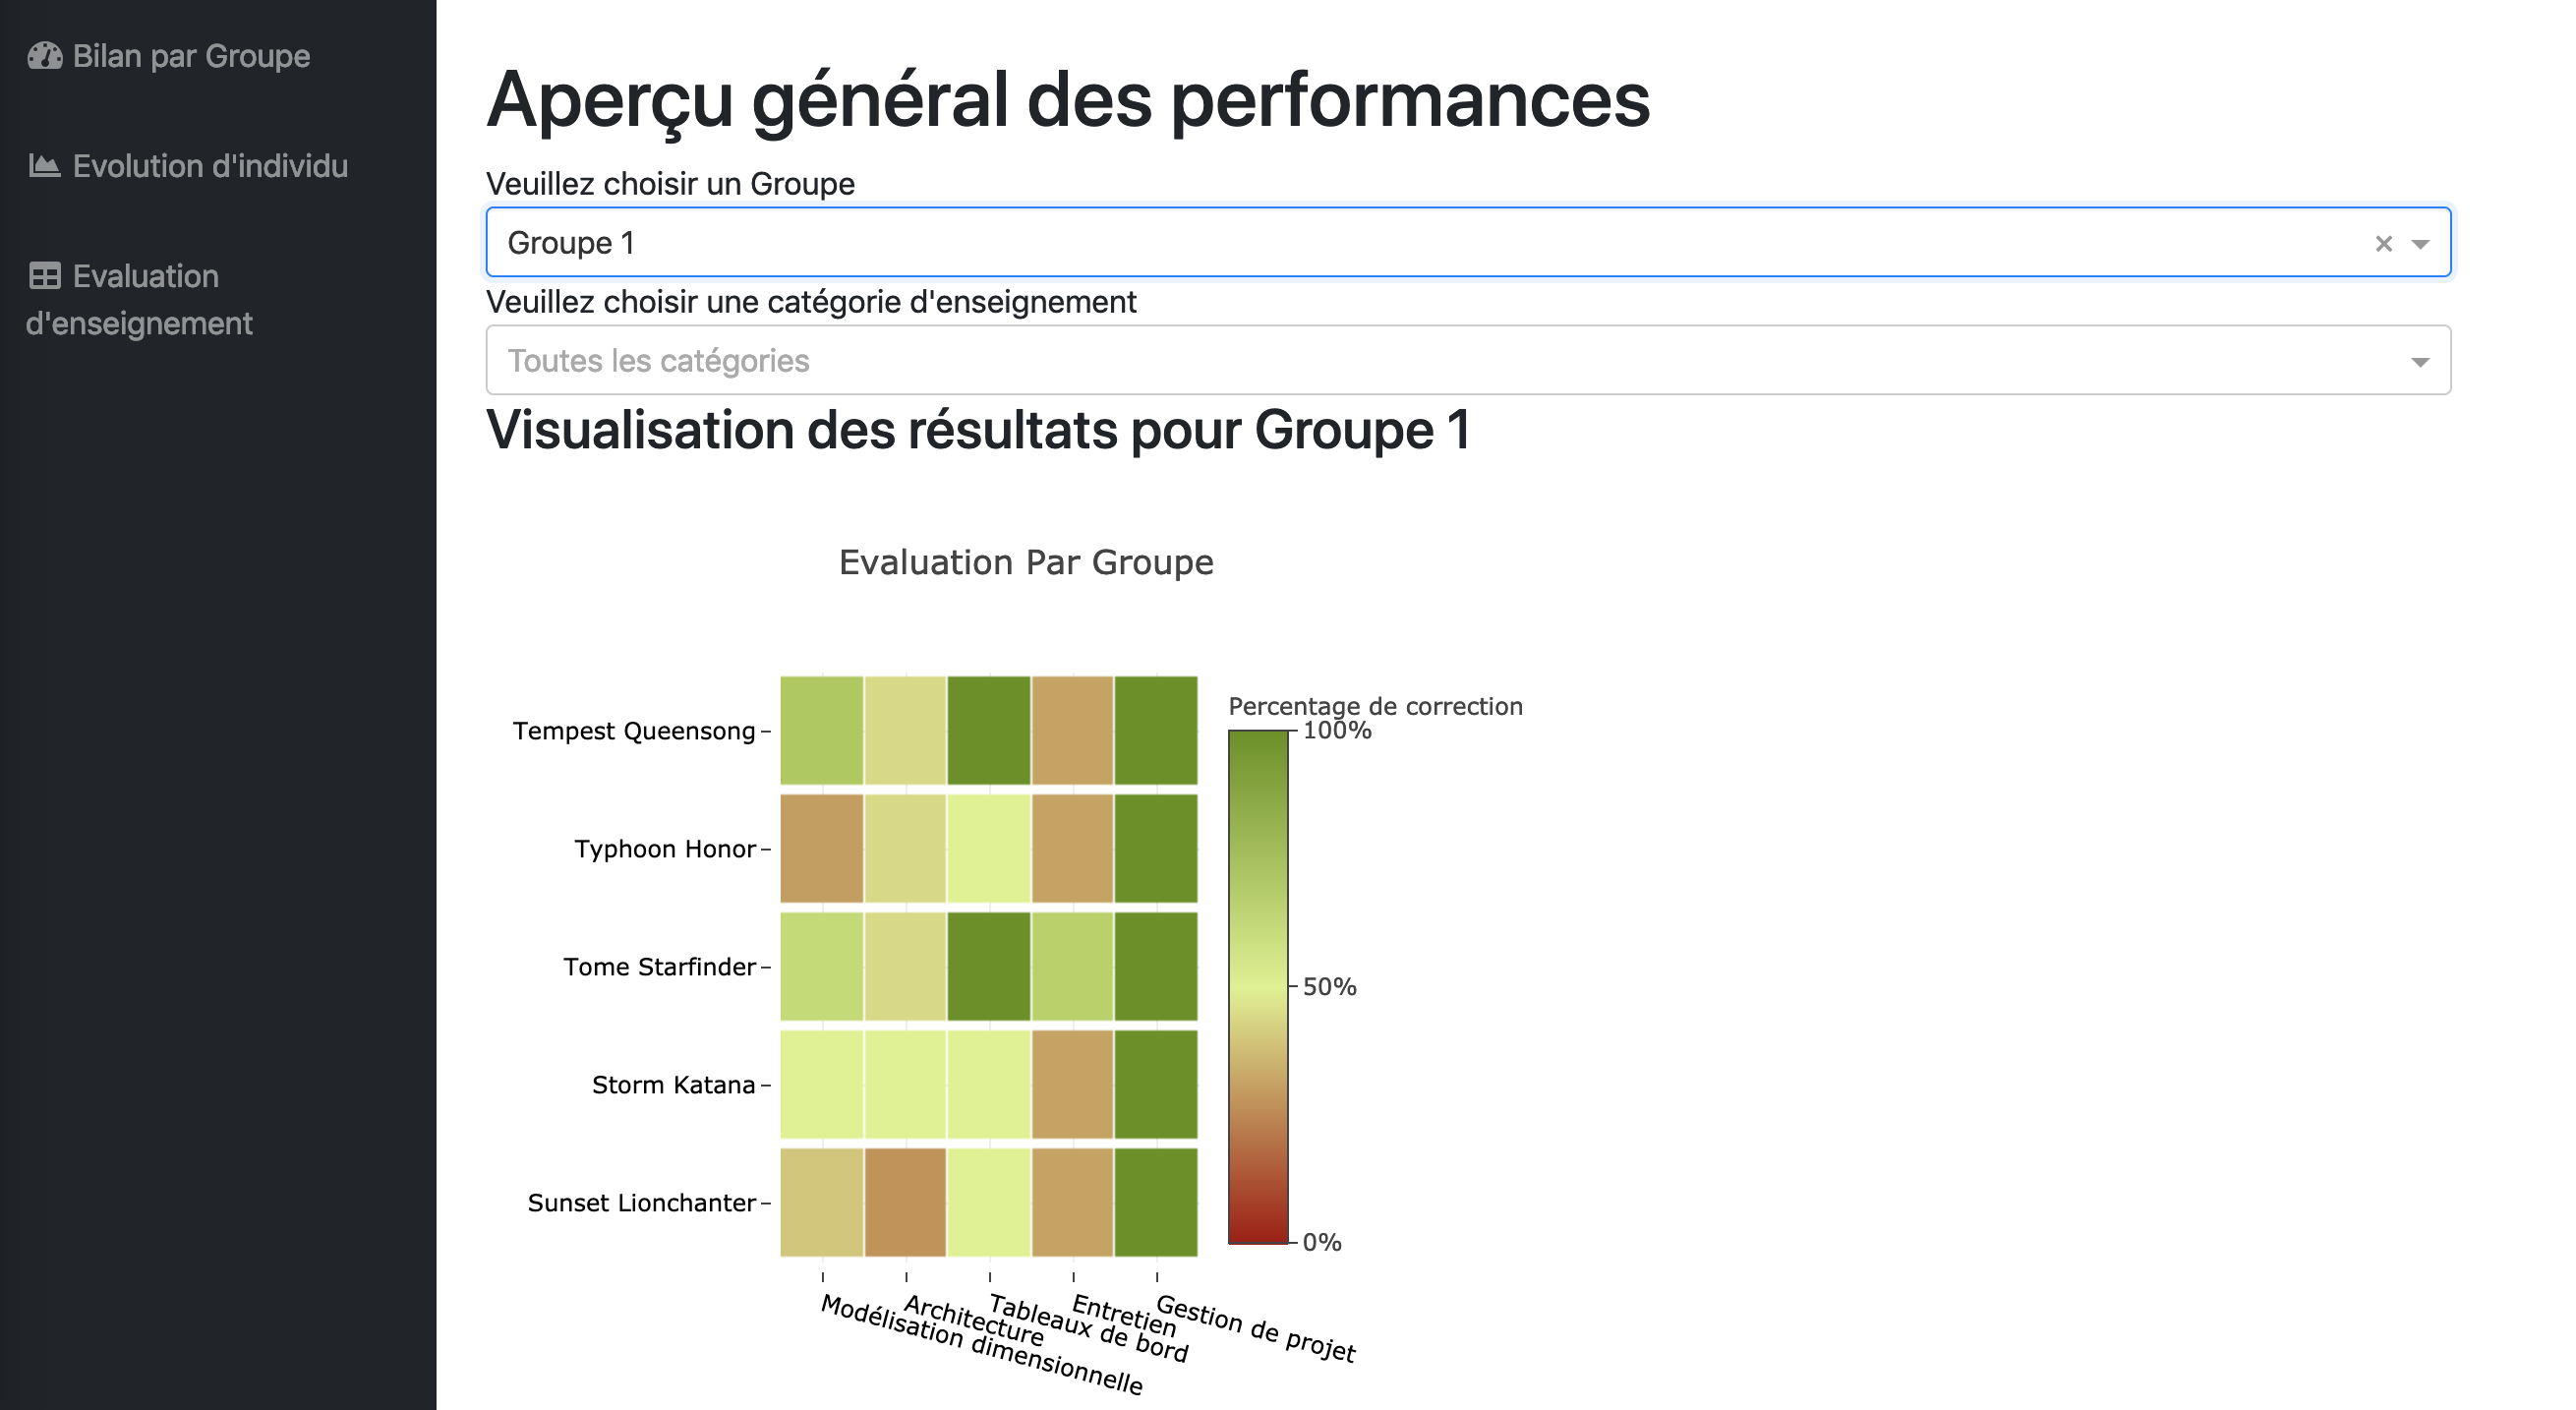 Bilan par Groupe
Evolution d'individu
Evaluation
d'enseignement
Aperçu général des performances
Veuillez choisir un Groupe
Groupe 1
Veuillez choisir une catégorie d'enseignement
Toutes les catégories
Visualisation des résultats pour Groupe 1
Evaluation Par Groupe
Percentage de correction
100%
50%
0%
Tempest Queensong
Typhoon Honor
Tome Starfinder
Storm Katana
Sunset Lionchanter
Modélisation dimensionnelle
Architecture
Tableaux de bord
Entretien
Gestion de projet